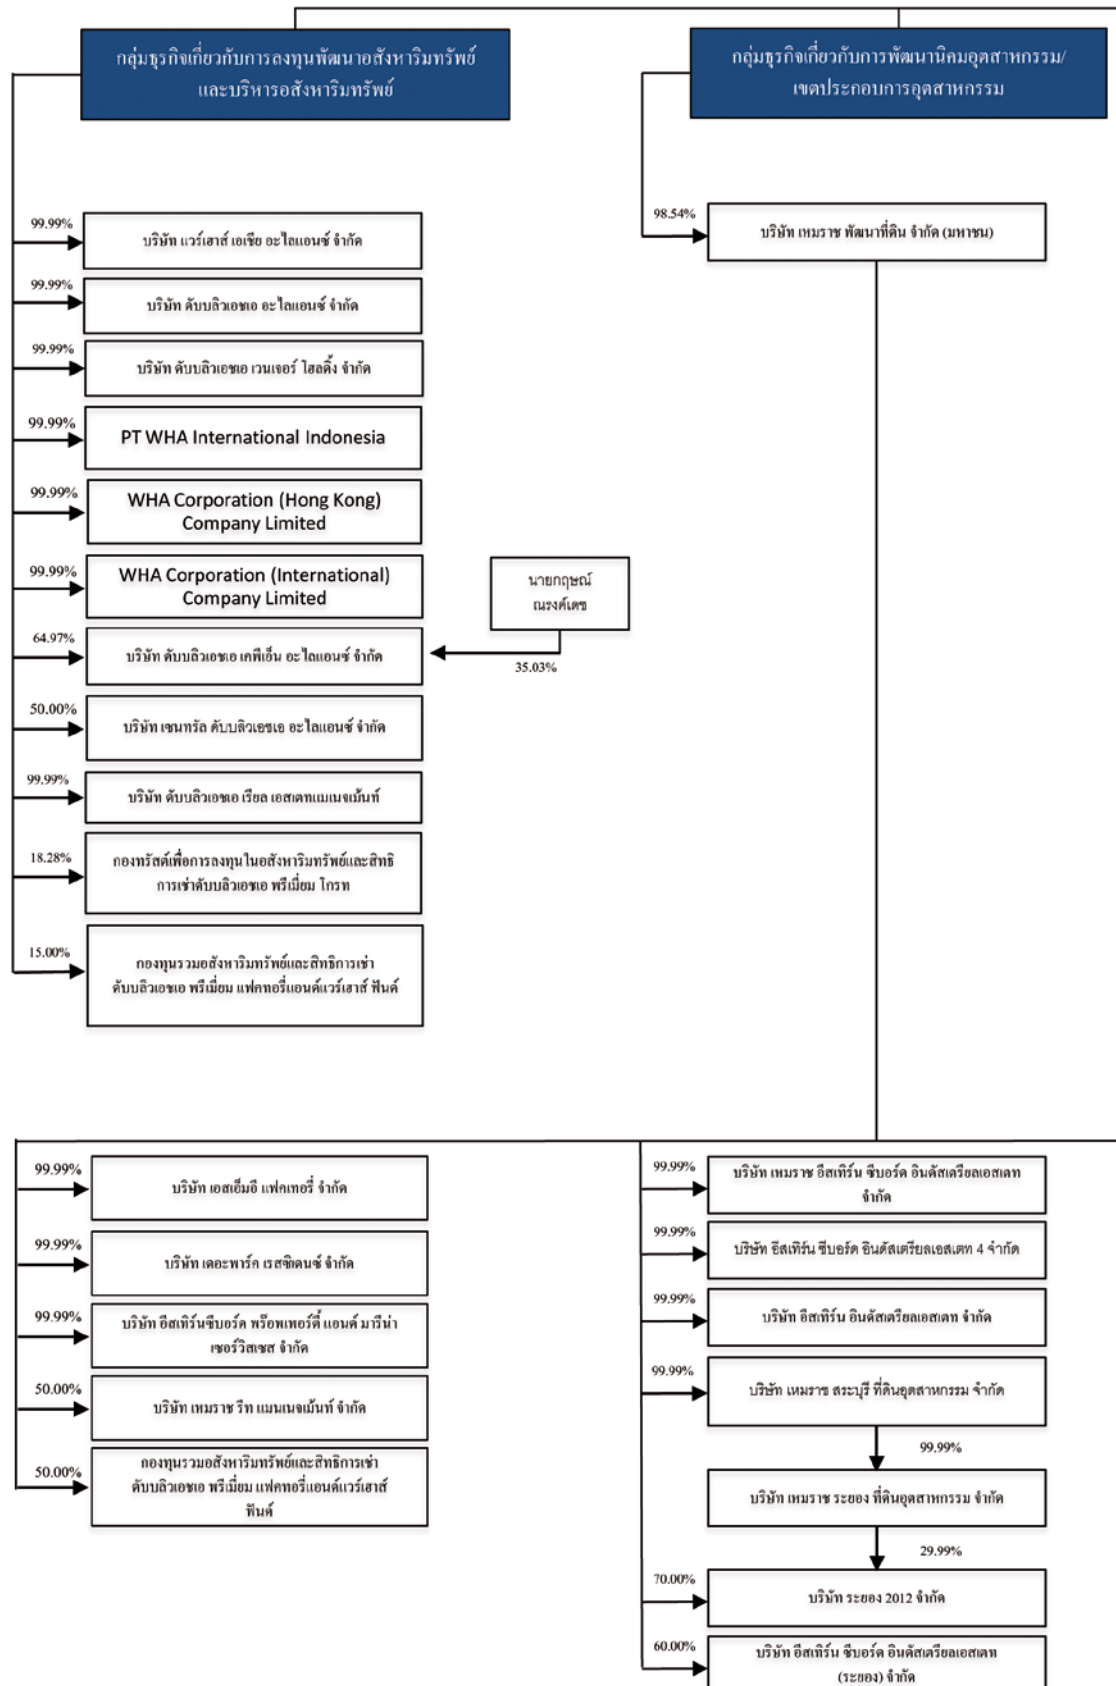 กลุ่มธุรกิจเกี่ยวกับการลงทุนพัฒนาอสังหาริมทรัพย์
และบริหารอสังหาริมทรัพย์
99.99%
บริษัท แวร์เฮาส์ เอเชีย อะไลแอนซ์ จำกัด
99.99%
บริษัท ดับบลิวเอชเอ อะไลแอนซ์ จำกัด
99.99%
บริษัท ดับบลิวเอชเอ เวนเจอร์ โฮลดิ้ง จำกัด
99.99%
PT WHA International Indonesia
99.99%
WHA Corporation (Hong Kong)
Company Limited
99.99%
WHA Corporation (International)
Company Limited
64.97%
บริษัท ดับบลิวเอชเอ เคพีเอ็น อะไลแอนซ์ จำกัด
นายกฤษณ์
ณรงค์เดช
35.03%
50.00%
บริษัท เซนทรัล ดับบลิวเอชเอ อะไลแอนซ์ จำกัด
99.99%
บริษัท ดับบลิวเอชเอ เรียล เอสเตทแมเนจเม้นท์
18.28%
กองทรัสต์เพื่อการลงทุนในอสังหาริมทรัพย์และสิทธิ
การเช่าดับบลิวเอชเอ พรีเมี่ยม โกรท
15.00%
กองทุนรวมอสังหาริมทรัพย์และสิทธิการเช่า
ดับบลิวเอชเอ พรีเมี่ยม แฟคทอรี่แอนด์แวร์เฮาส์ ฟันด์
กลุ่มธุรกิจเกี่ยวกับการพัฒนานิคมอุตสาหกรรม/
เขตประกอบการอุตสาหกรรม
98.54%
บริษัท เหมราช พัฒนาที่ดิน จำกัด (มหาชน)
99.99%
บริษัท เอสเอ็มอี แฟคเทอรี่ จำกัด
99.99%
บริษัท เดอะพาร์ค เรสซิเดนซ์ จำกัด
99.99%
บริษัท อีสเทิร์นซีบอร์ด พร๊อพเพอร์ตี้ แอนด์ มารีน่า
เซอร์วิสเซส จำกัด
50.00%
บริษัท เหมราช รีท แมนเนจเม้นท์ จำกัด
50.00%
กองทุนรวมอสังหาริมทรัพย์และสิทธิการเช่า
ดับบลิวเอชเอ พรีเมี่ยม แฟคทอรี่แอนด์แวร์เฮาส์
ฟันด์
99.99%
บริษัท เหมราช อีสเทิร์น ซีบอร์ด อินดัสเตรียลเอสเตท
จำกัด
99.99%
บริษัท อีสเทิร์น ซีบอร์ด อินดัสเตรียลเอสเตท 4 จำกัด
99.99%
บริษัท อีสเทิร์น อินดัสเตรียลเอสเตท จำกัด
99.99%
บริษัท เหมราช สระบุรี ที่ดินอุตสาหกรรม จำกัด
99.99%
บริษัท เหมราช ระยอง ที่ดินอุตสาหกรรม จำกัด
29.99%
70.00%
บริษัท ระยอง 2012 จำกัด
60.00%
บริษัท อีสเทิร์น ซีบอร์ด อินดัสเตรียลเอสเตท
(ระยอง) จำกัด